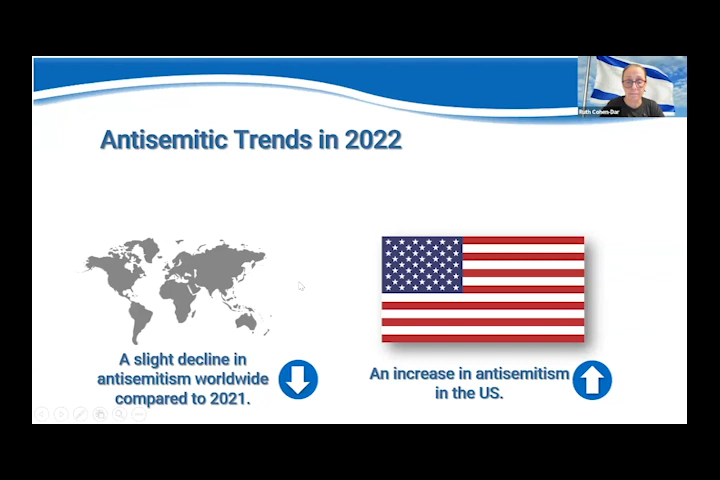 Ruth Cohen-Dar
Antisemitic Trends in 2022
A slight decline in
antisemitism worldwide
compared to 2021.
An increase in antisemitism
in the US.